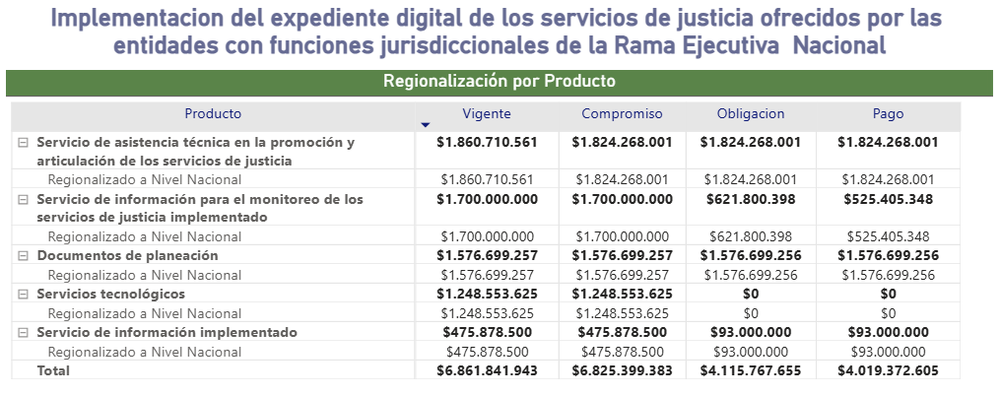 Implementacion del expediente digital de los servicios de justicia ofrecidos por las
entidades con funciones jurisdiccionales de la Rama Ejecutiva Nacional
Regionalización por Producto
Producto Vigente Compromiso Obligacion Pago
Servicio de asistencia técnica en la promoción y $1.860.710.561 $1.824.268.001 $1.824.268.001 $1.824.268.001
articulación de los servicios de justicia
Regionalizado a Nivel Nacional $1.860.710.561 $1.824.268.001 $1.824.268.001 $1.824.268.001
Servicio de información para el monitoreo de los $1.700.000.000 $1.700.000.000 $621.800.398 $525.405.348
servicios de justicia implementado
Regionalizado a Nivel Nacional $1.700.000.000 $1.700.000.000 $621.800.398 $525.405.348
Documentos de planeación $1.576.699.257 $1.576.699.257 $1.576.699.256 $1.576.699.256
Regionalizado a Nivel Nacional $1.576.699.257 $1.576.699.257 $1.576.699.256 $1.576.699.256
Servicios tecnológicos $1.248.553.625 $1.248.553.625 $0 $0
Regionalizado a Nivel Nacional $1.248.553.625 $1.248.553.625 $0 $0
Servicio de información implementado $475.878.500 $475.878.500 $93.000.000 $93.000.000
Regionalizado a Nivel Nacional $475.878.500 $475.878.500 $93.000.000 $93.000.000
Total $6.861.841.943 $6.825.399.383 $4.115.767.655 $4.019.372.605